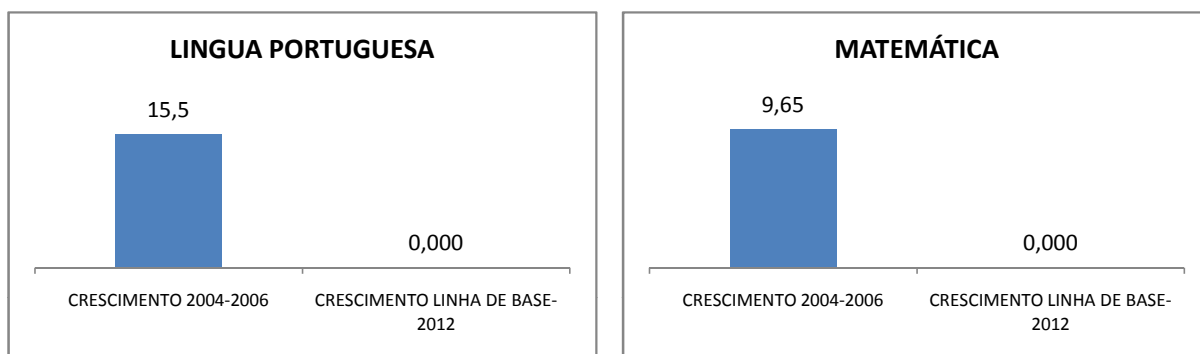 LINGUA PORTUGUESA
15,5
0,000
CRESCIMENTO 2004-2006
CRESCIMENTO LINHA DE BASE-
2012
MATEMÁTICA
9,65
0,000
CRESCIMENTO 2004-2006
CRESCIMENTO LINHA DE BASE-
2012